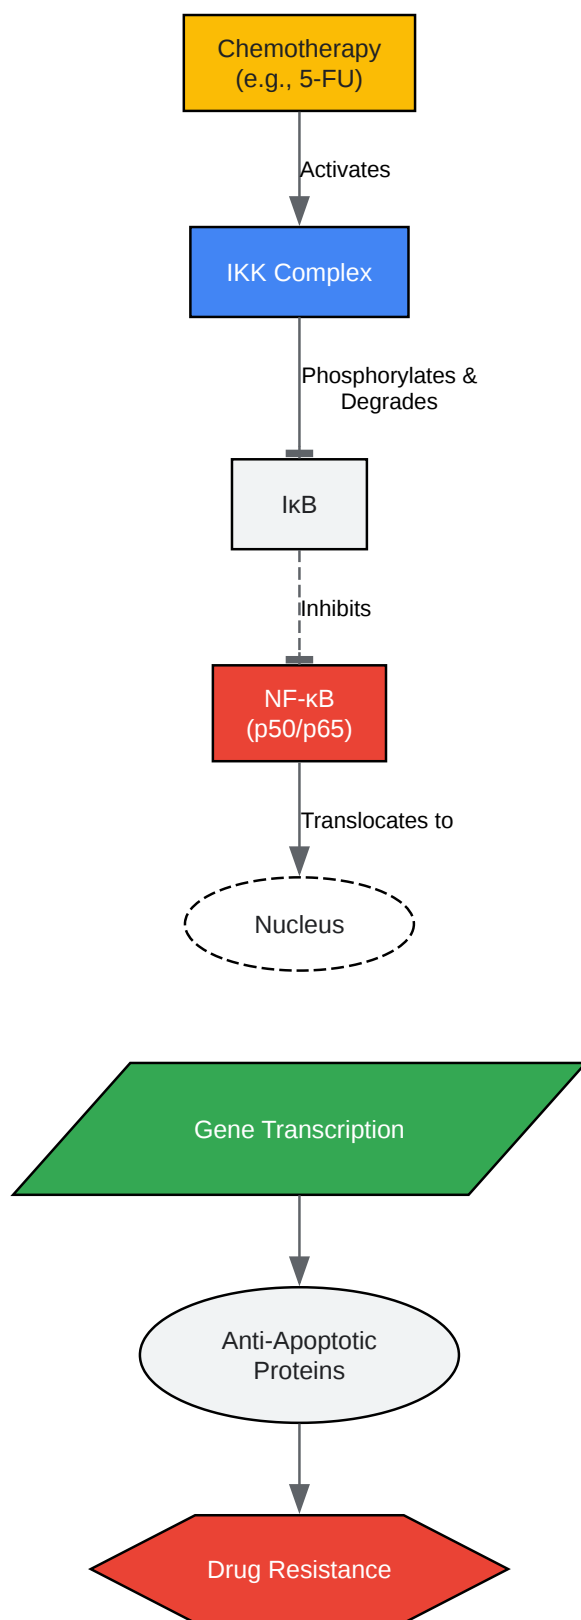 Chemotherapy
(e.g., 5-FU)
Activates
IKK Complex
Phosphorylates &
Degrades
IκB
Inhibits
NF-κB
(p50/p65)
Translocates to
Nucleus
Gene Transcription
Anti-Apoptotic
Proteins
Drug Resistance